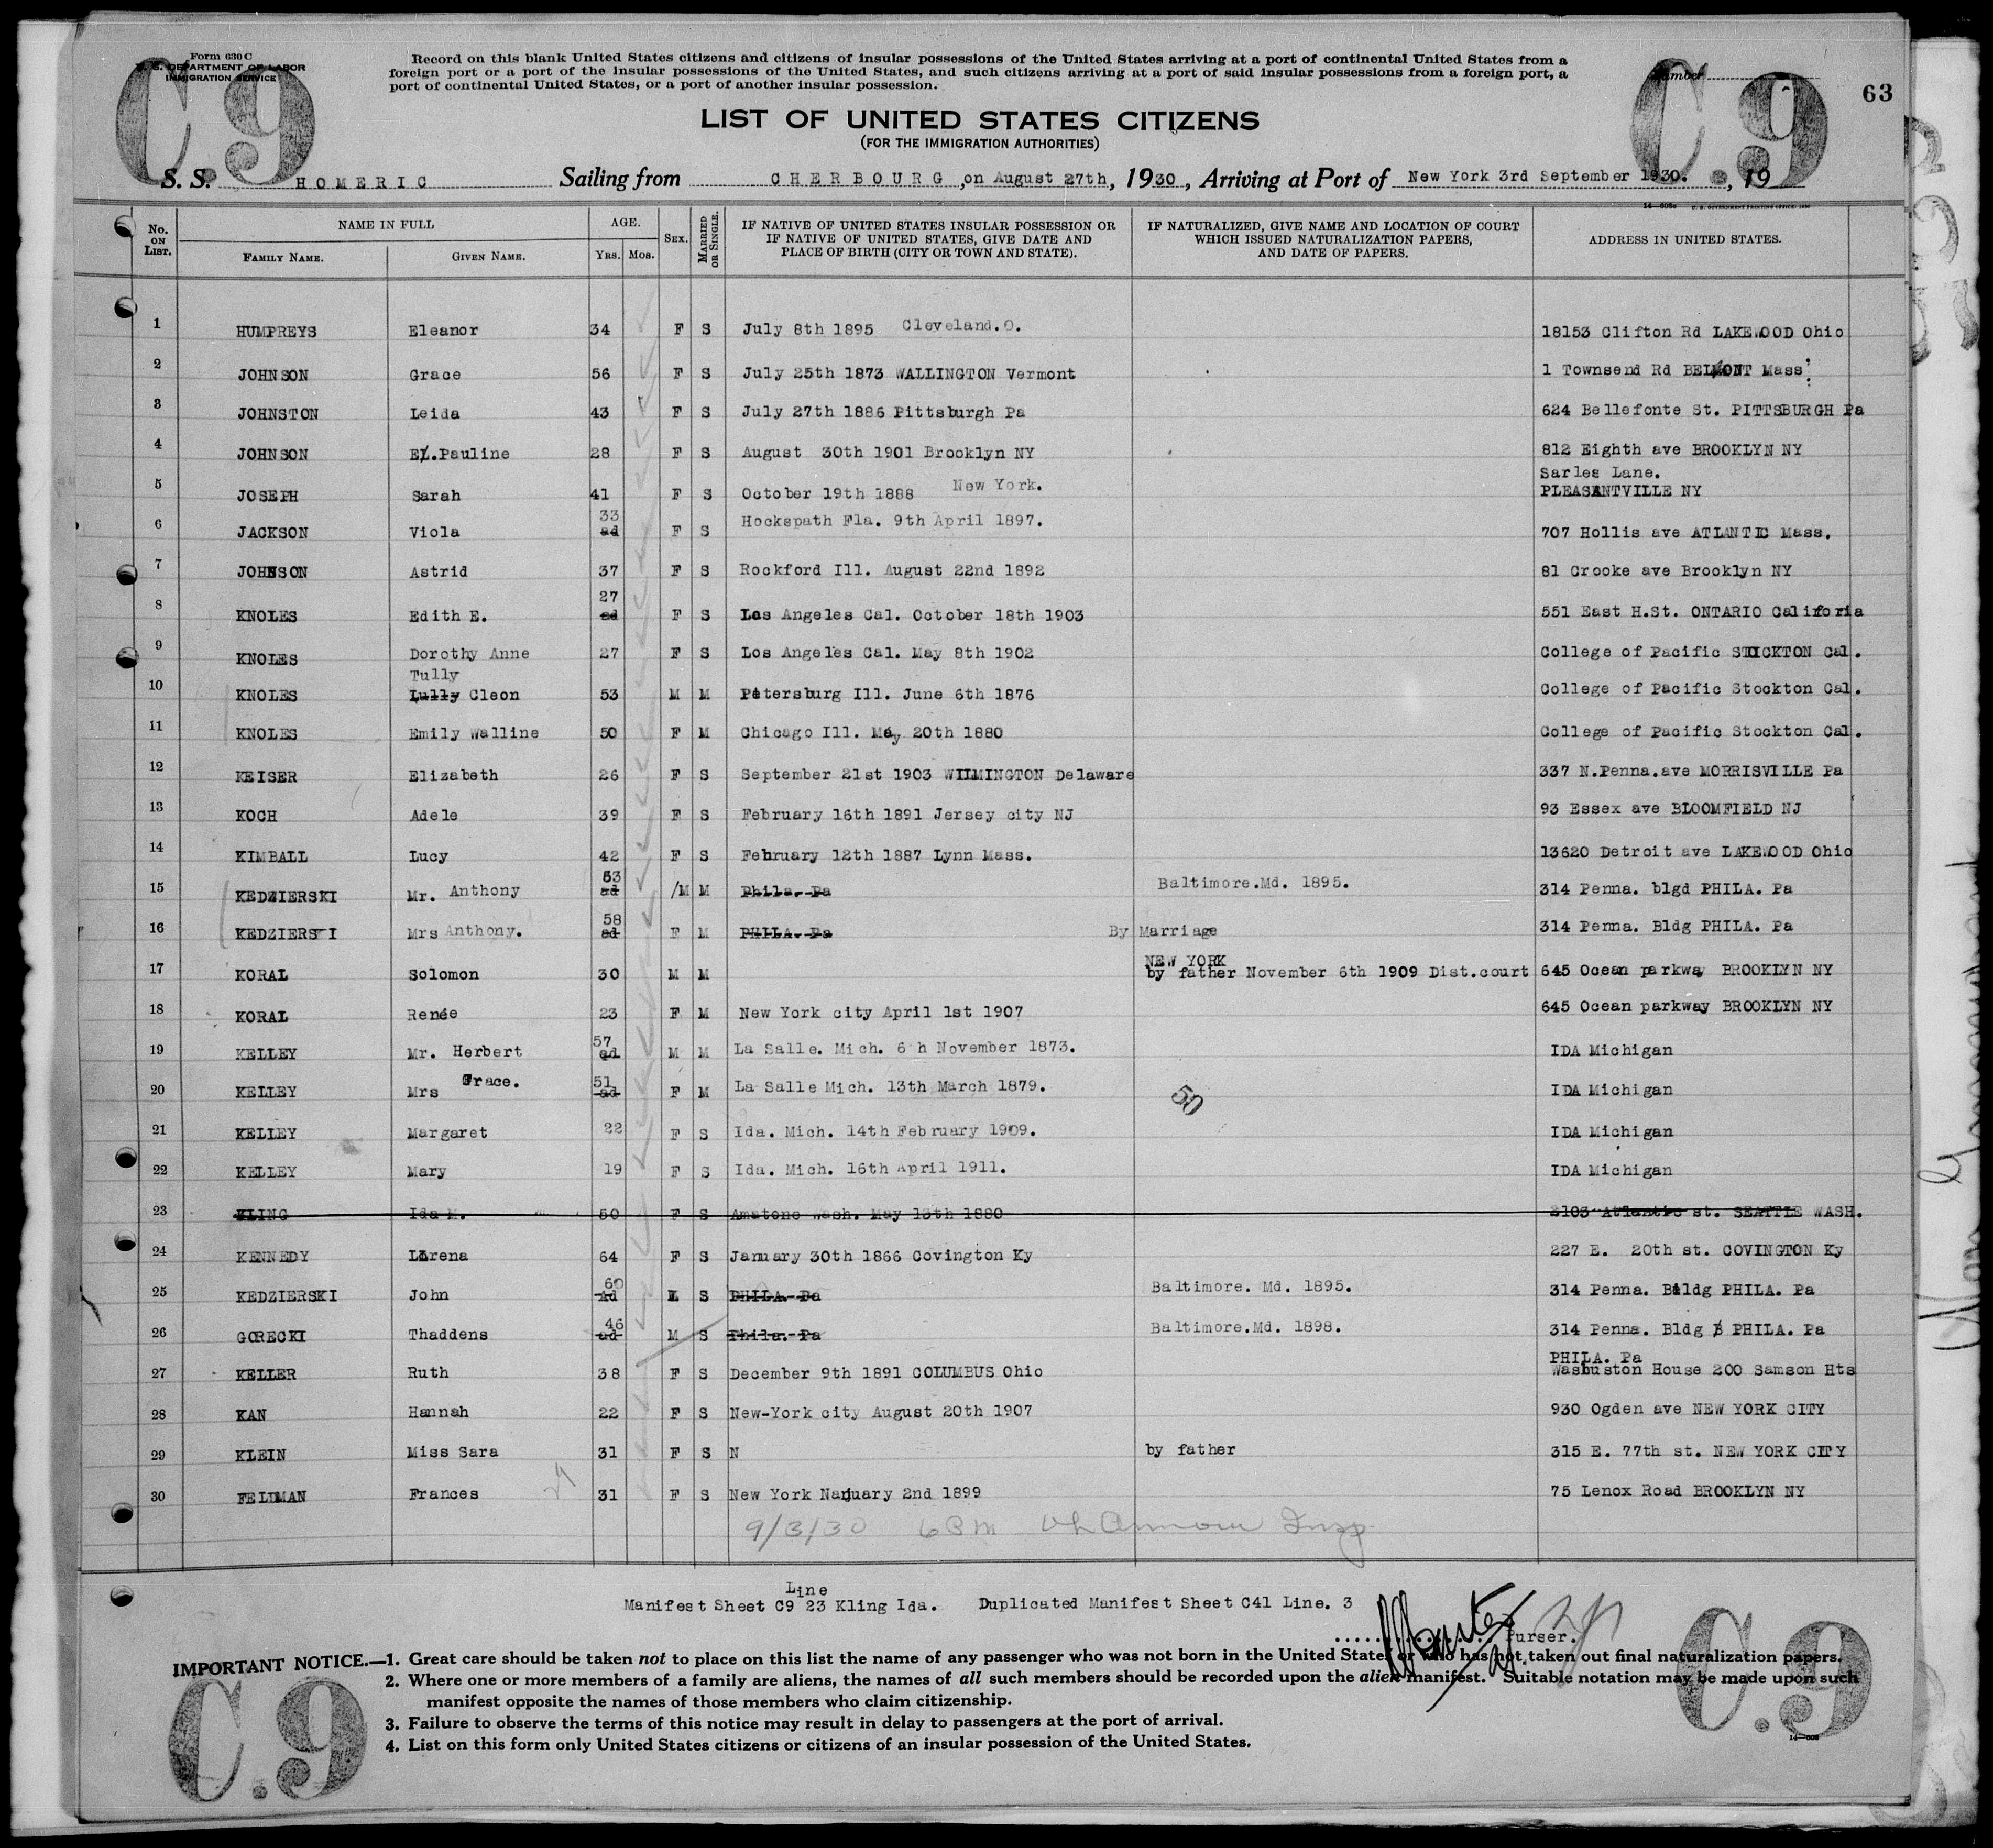 Form 630 C
U. S. DEPARTMENT OF LABOR
IMMIGRATION SERVICE
C9
Record on this blank United States citizens and citizens of insular possessions of the United States arriving at a port of continental United States from a
foreign port or a port of the insular possessions of the United States, and such citizens arriving at a port of said insular possessions from a foreign port, a
port of continental United States, or a port of another insular possession.
Number
C9
63
LIST OF UNITED STATES CITIZENS
(FOR THE IMMIGRATION AUTHORITIES)
S. S. HOMERIC Sailing from CHERBOURG, on August 27th, 1930, Arriving at Port of New York 3rd September 1930. , 19
No. ON LIST. NAME IN FULL FAMILY NAME. GIVEN NAME. AGE. YRS. MOS. SEX. MARRIED OR SINGLE. IF NATIVE OF UNITED STATES INSULAR POSSESSION OR IF NATIVE OF UNITED STATES, GIVE DATE AND PLACE OF BIRTH (CITY OR TOWN AND STATE). IF NATURALIZED, GIVE NAME AND LOCATION OF COURT WHICH ISSUED NATURALIZATION PAPERS, AND DATE OF PAPERS. ADDRESS IN UNITED STATES.
1 HUMPREYS Eleanor 34 F S July 8th 1895 Cleveland.O. 18153 Clifton Rd LAKEWOOD Ohio
2 JOHNSON Grace 56 F S July 25th 1873 WALLINGTON Vermont 1 Townsend Rd BELMONT Mass
3 JOHNSTON Leida 43 F S July 27th 1886 Pittsburgh Pa 624 Bellefonte St. PITTSBURGH Pa
4 JOHNSON E.Pauline 28 F S August 30th 1901 Brooklyn NY 812 Eighth ave BROOKLYN NY
5 JOSEPH Sarah 41 F S October 19th 1888 New York. Sarles Lane. PLEASANTVILLE NY
6 JACKSON Viola 33 ad F S Hockspath Fla. 9th April 1897. 707 Hollis ave ATLANTIC Mass.
7 JOHNSON Astrid 37 F S Rockford Ill. August 22nd 1892 81 Crooke ave Brooklyn NY
8 KNOLES Edith E. 27 ad F S Los Angeles Cal. October 18th 1903 551 East H.St. ONTARIO Califoria
9 KNOLES Dorothy Anne 27 F S Los Angeles Cal. May 8th 1902 College of Pacific STOCKTON Cal.
10 KNOLES Tully Lully Cleon 53 M M Petersburg Ill. June 6th 1876 College of Pacific Stockton Cal.
11 KNOLES Emily Walline 50 F M Chicago Ill. May 20th 1880 College of Pacific Stockton Cal.
12 KEISER Elizabeth 26 F S September 21st 1903 WILMINGTON Delaware 337 N.Penna.ave MORRISVILLE Pa
13 KOCH Adele 39 F S February 16th 1891 Jersey city NJ 93 Essex ave BLOOMFIELD NJ
14 KIMBALL Lucy 42 F S February 12th 1887 Lynn Mass. 13620 Detroit ave LAKEWOOD Ohio
15 KEDZIERSKI Mr. Anthony 63 ad /M M Phila. Pa Baltimore.Md. 1895. 314 Penna. blgd PHILA. Pa
16 KEDZIERSKI Mrs Anthony. 58 ad F M PHILA. Pa By Marriage 314 Penna. Bldg PHILA. Pa
17 KORAL Solomon 30 M M NEW YORK by father November 6th 1909 Dist.court 645 Ocean parkwa BROOKLYN NY
18 KORAL Renée 23 F M New York city April 1st 1907 645 Ocean parkway BROOKLYN NY
19 KELLEY Mr. Herbert 57 ad M M La Salle. Mich. 6 h November 1873. IDA Michigan
20 KELLEY Mrs Grace. 51 ad F M La Salle Mich. 13th March 1879. 50 IDA Michigan
21 KELLEY Margaret 22 F S Ida. Mich. 14th February 1909. IDA Michigan
22 KELLEY Mary 19 F S Ida. Mich. 16th April 1911. IDA Michigan
23 KLING Ida M. 50 F S Amatone wash. May 13th 1880 2103 Atlantic st. SEATTLE WASH.
24 KENNEDY Llrena 64 F S January 30th 1866 Covington Ky 227 E. 20th st. COVINGTON Ky
25 KEDZIERSKI John 60 Ad M S PHILA. Pa Baltimore. Md. 1895. 314 Penna. Bildg PHILA. Pa
26 GORECKI Thaddens 46 ad M S Phila. Pa Baltimore.Md. 1898. 314 Penna. Bldg PHILA. Pa
27 KELLER Ruth 38 F S December 9th 1891 COLUMBUS Ohio PHILA. Pa Wasbuston House 200 Samson Hts
28 KAN Hannah 22 F S New-York city August 20th 1907 930 Ogden ave NEW YORK CITY
29 KLEIN Miss Sara 31 F S N by father 315 E. 77th st. NEW YORK CITY
30 FELDMAN Frances 31 F S New York Nanjuary 2nd 1899 75 Lenox Road BROOKLYN NY
9/3/30 6 PM Insp.
Line
Manifest Sheet C9 23 Kling Ida. Duplicated Manifest Sheet C41 Line. 3
Purser.
IMPORTANT NOTICE.—1. Great care should be taken not to place on this list the name of any passenger who was not born in the United States or who has not taken out final naturalization papers.
2. Where one or more members of a family are aliens, the names of all such members should be recorded upon the alien manifest. Suitable notation may be made upon such
manifest opposite the names of those members who claim citizenship.
3. Failure to observe the terms of this notice may result in delay to passengers at the port of arrival.
4. List on this form only United States citizens or citizens of an insular possession of the United States.
C.9
C.9